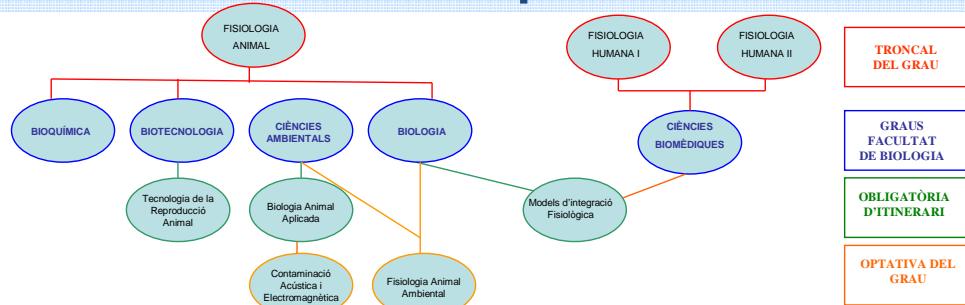 FISIOLOGIA
ANIMAL
FISIOLOGIA
HUMANA I
FISIOLOGIA
HUMANA II
TRONCAL
DEL GRAU
BIOQUÍMICA
BIOTECNOLOGIA
CIÈNCIES
AMBIENTALS
BIOLOGIA
CIÈNCIES
BIOMÈDIQUES
GRAUS
FACULTAT
DE BIOLOGIA
Tecnologia de la
Reproducció
Animal
Biologia Animal
Aplicada
Models d'integració
Fisiològica
OBLIGATÒRIA
D'ITINERARI
Contaminació
Acústica i
Electromagnètica
Fisiologia Animal
Ambiental
OPTATIVA DEL
GRAU